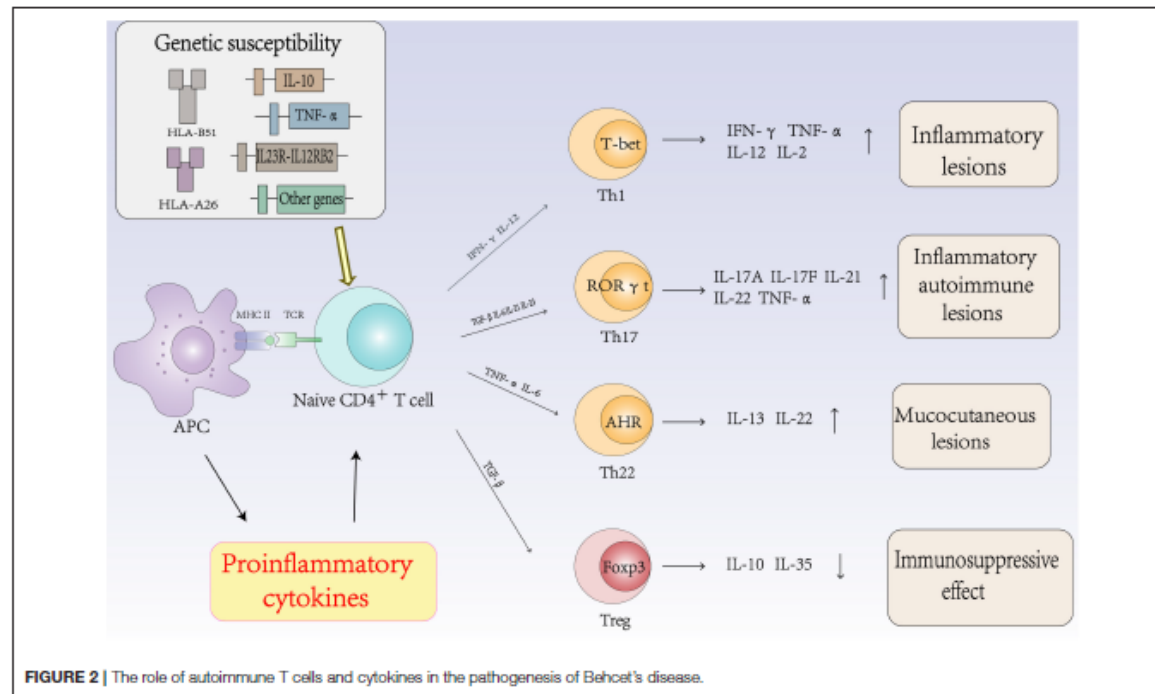 Genetic susceptibility
HLA-B51
IL-10
TNF- α
HLA-A26
IL23R-IL12RB2
Other genes
MHC II
TCR
APC
Naive CD4+ T cell
Proinflammatory
cytokines
IFN- γ IL-12
TNF- α IL-6
TGF- β
T-bet
Th1
IFN- γ TNF- α
IL-12 IL-2
↑
Inflammatory
lesions
ROR γ t
Th17
IL-17A IL-17F IL-21
IL-22 TNF- α
↑
Inflammatory
autoimmune
lesions
AHR
Th22
IL-13 IL-22
↑
Mucocutaneous
lesions
Foxp3
Treg
IL-10 IL-35
↓
Immunosuppressive
effect
FIGURE 2 | The role of autoimmune T cells and cytokines in the pathogenesis of Behcet's disease.